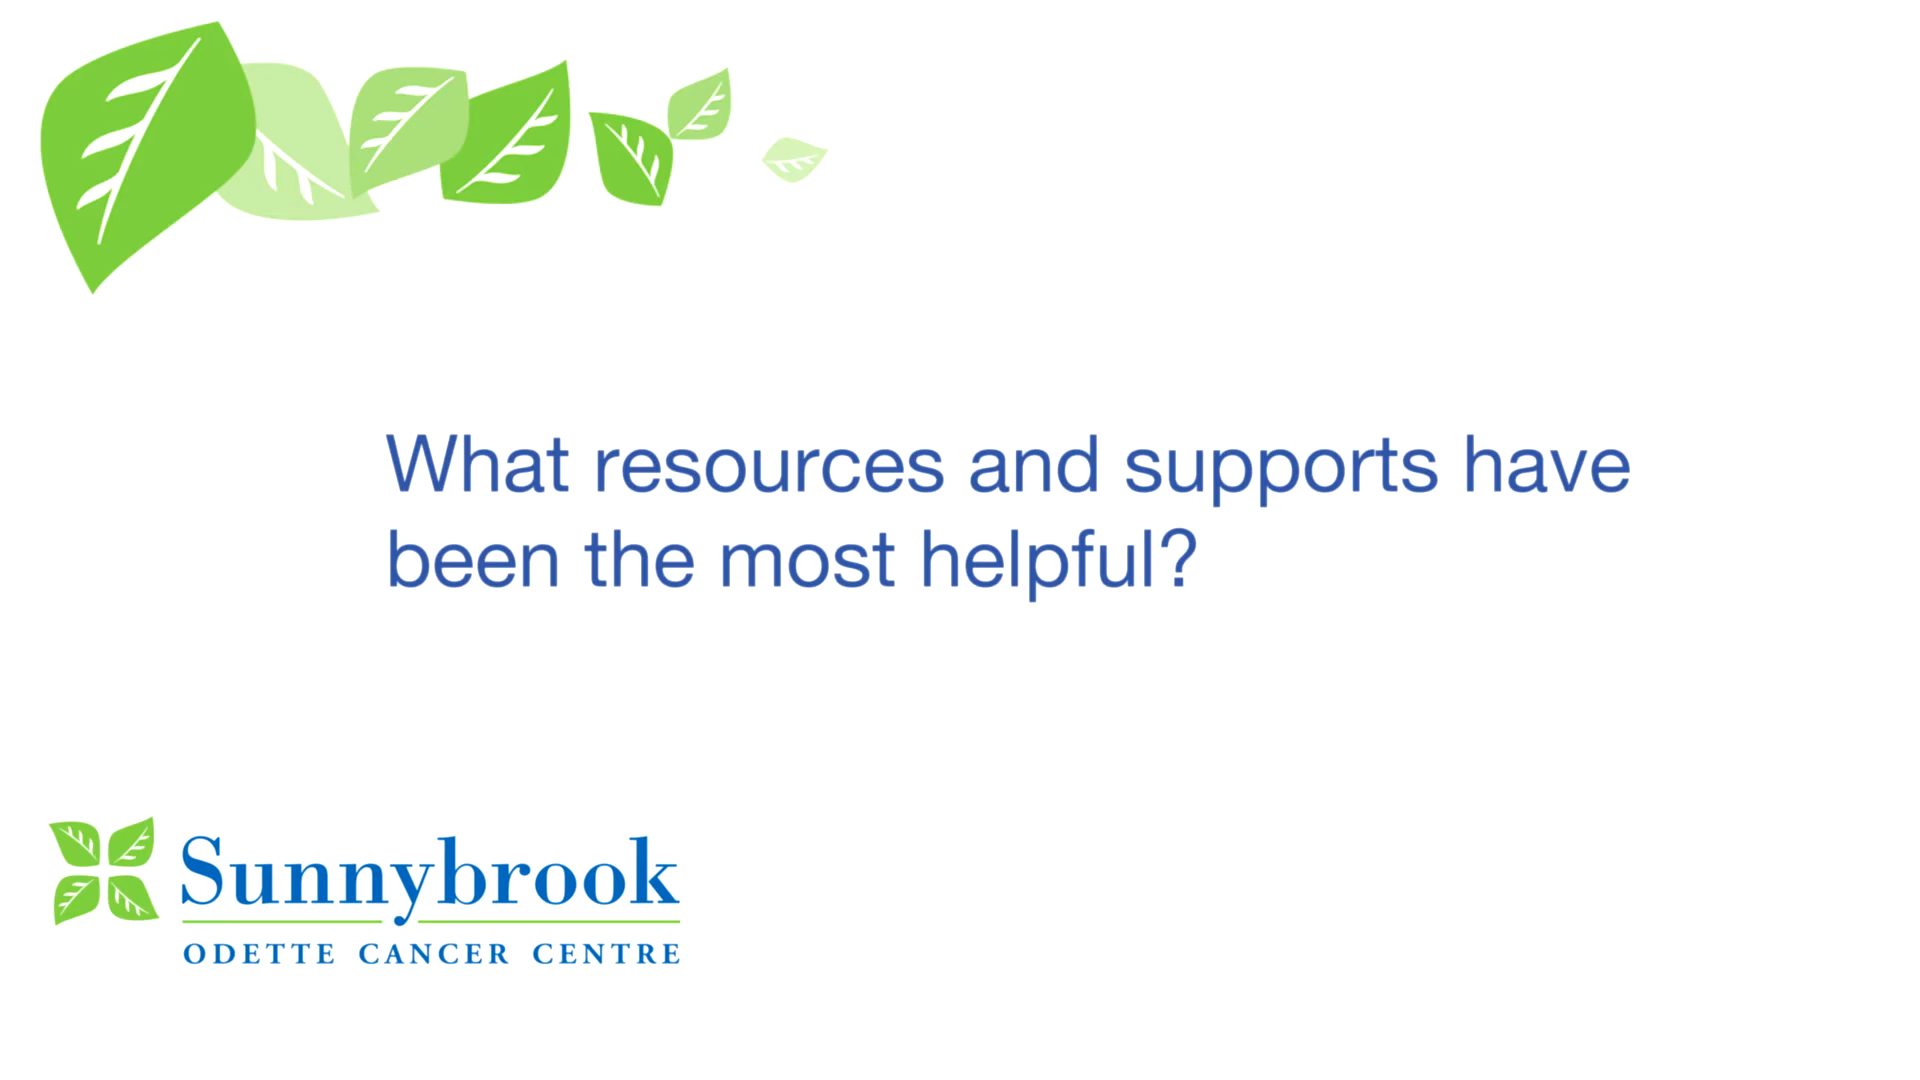 What resources and supports have
been the most helpful?
Sunnybrook
ODETTE CANCER CENTRE